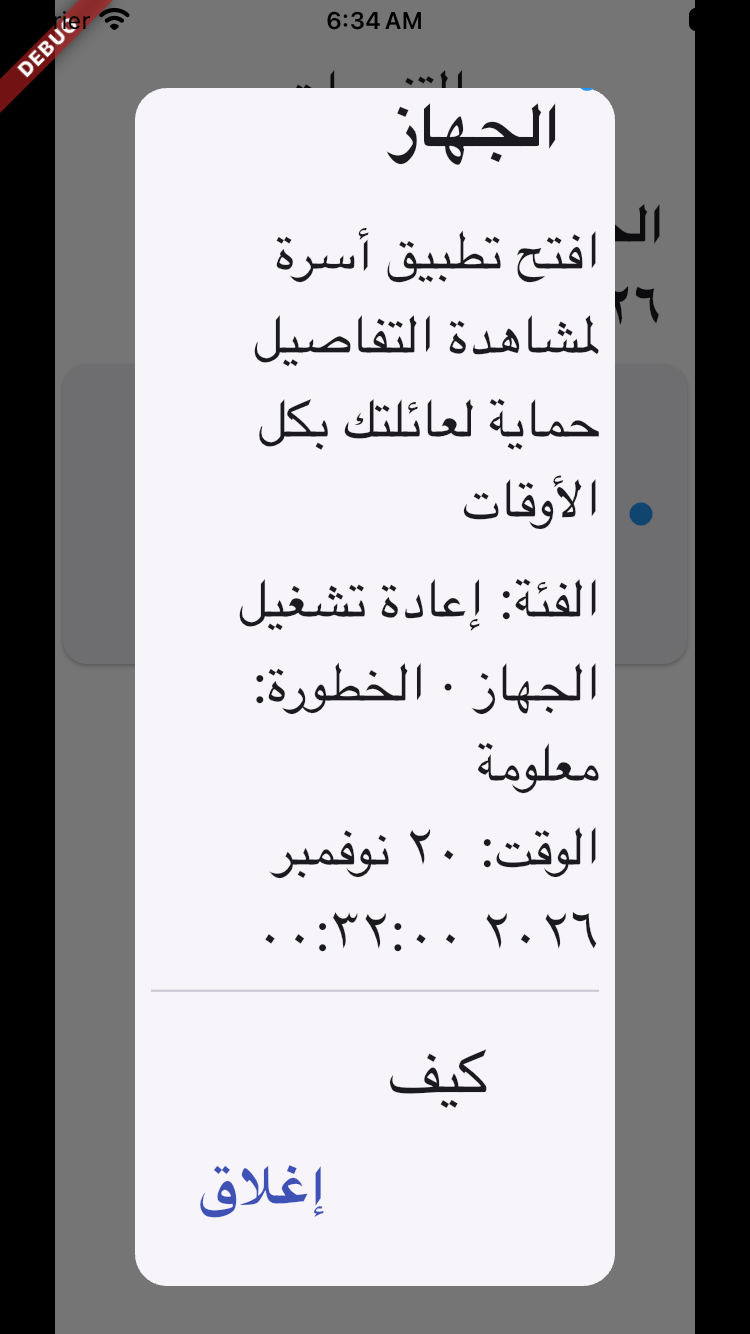 6:34 AM
DEBUG
الجهاز
افتح تطبيق أسرة
لمشاهدة التفاصيل
حماية لعائلتك بكل
الأوقات
الفئة: إعادة تشغيل
الجهاز · الخطورة:
معلومة
الوقت: ٢٠ نوفمبر
٢٠٢٦ ٠٠:٣٢:٠٠
كيف
إغلاق